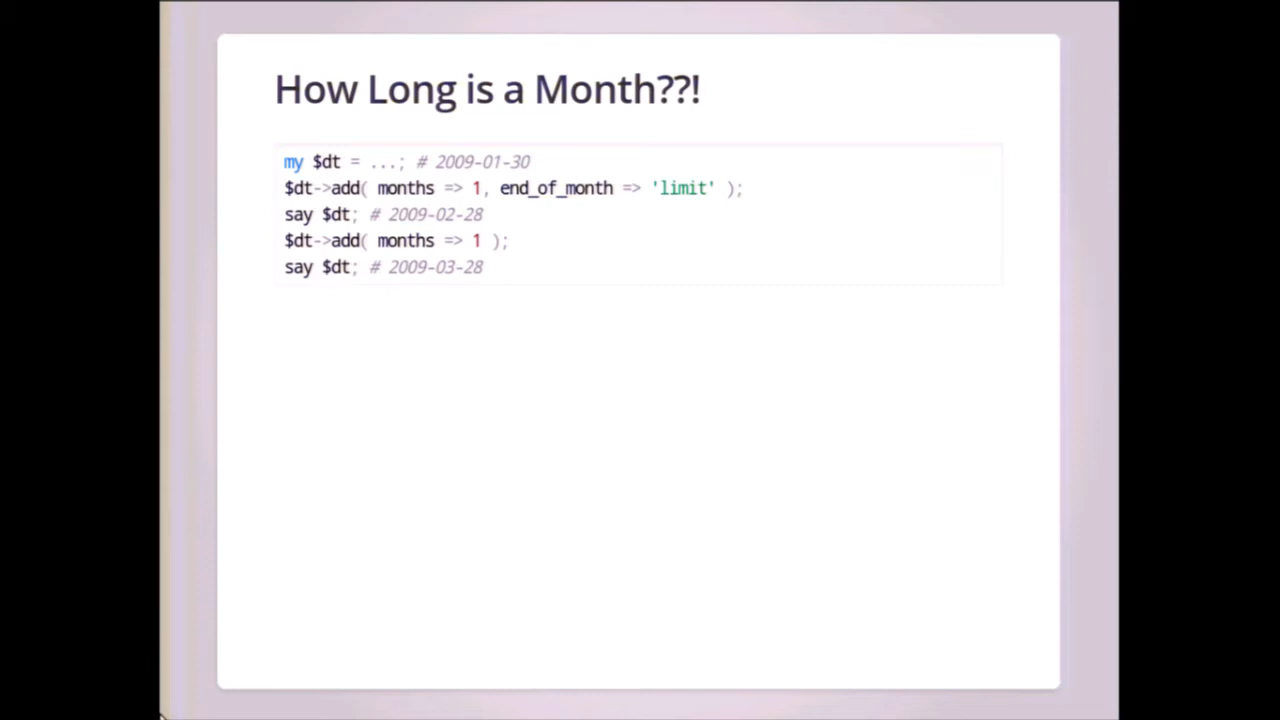 How Long is a Month??!
my $dt = ...; # 2009-01-30
$dt->add( months => 1, end_of_month => 'limit' );
say $dt; # 2009-02-28
$dt->add( months => 1 );
say $dt; # 2009-03-28